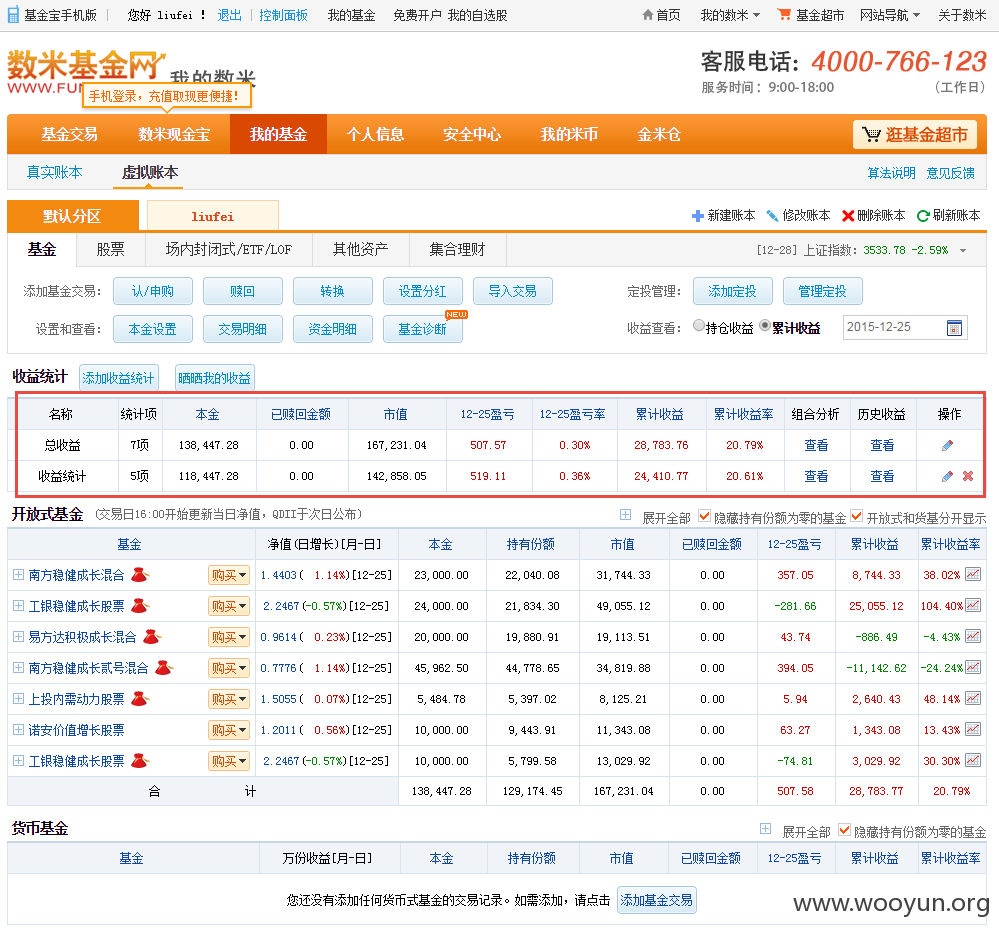 基金宝手机版 您好 liufei ! 退出 控制面板 我的基金 免费开户 我的自选股 首页 我的数米 基金超市 网站导航 关于数米
数米基金网 我的数米 客服电话: 4000-766-123
WWW.FUN
手机登录，充值取现更便捷! 服务时间: 9:00-18:00 (工作日)
基金交易 数米现金宝 我的基金 个人信息 安全中心 我的米币 金米仓 逛基金超市
真实账本 虚拟账本 算法说明 意见反馈
默认分区 liufei 新建账本 修改账本 删除账本 刷新账本
基金 股票 场内封闭式/ETF/LOF 其他资产 集合理财 [12-28] 上证指数: 3533.78 -2.59%
添加基金交易: 认/申购 赎回 转换 设置分红 导入交易 定投管理: 添加定投 管理定投
设置和查看: 本金设置 交易明细 资金明细 基金诊断 NEW 收益查看: 持仓收益 累计收益 2015-12-25
收益统计 添加收益统计 晒晒我的收益
名称 统计项 本金 已赎回金额 市值 12-25盈亏 12-25盈亏率 累计收益 累计收益率 组合分析 历史收益 操作
总收益 7项 138,447.28 0.00 167,231.04 507.57 0.30% 28,783.76 20.79% 查看 查看
收益统计 5项 118,447.28 0.00 142,858.05 519.11 0.36% 24,410.77 20.61% 查看 查看
开放式基金 (交易日16:00开始更新当日净值，QDII于次日公布) 展开全部 隐藏持有份额为零的基金 开放式和货基分开显示
基金 净值(日增长)[月-日] 本金 持有份额 市值 已赎回金额 12-25盈亏 累计收益 累计收益率
南方稳健成长混合 购买 1.4403( 1.14%)[12-25] 23,000.00 22,040.08 31,744.33 0.00 357.05 8,744.33 38.02%
工银稳健成长股票 购买 2.2467(-0.57%)[12-25] 24,000.00 21,834.30 49,055.12 0.00 -281.66 25,055.12 104.40%
易方达积极成长混合 购买 0.9614( 0.23%)[12-25] 20,000.00 19,880.91 19,113.51 0.00 43.74 -886.49 -4.43%
南方稳健成长贰号混合 购买 0.7776( 1.14%)[12-25] 45,962.50 44,778.65 34,819.88 0.00 394.05 -11,142.62 -24.24%
上投内需动力股票 购买 1.5055( 0.07%)[12-25] 5,484.78 5,397.02 8,125.21 0.00 5.94 2,640.43 48.14%
诺安价值增长股票 购买 1.2011( 0.56%)[12-25] 10,000.00 9,443.91 11,343.08 0.00 63.27 1,343.08 13.43%
工银稳健成长股票 购买 2.2467(-0.57%)[12-25] 10,000.00 5,799.58 13,029.92 0.00 -74.81 3,029.92 30.30%
合 计 138,447.28 129,174.45 167,231.04 0.00 507.58 28,783.77 20.79%
货币基金 展开全部 隐藏持有份额为零的基金
基金 万份收益[月-日] 本金 持有份额 市值 已赎回金额 12-25盈亏 累计收益 累计收益率
您还没有添加任何货币式基金的交易记录。如需添加，请点击 添加基金交易
www.wooyun.org